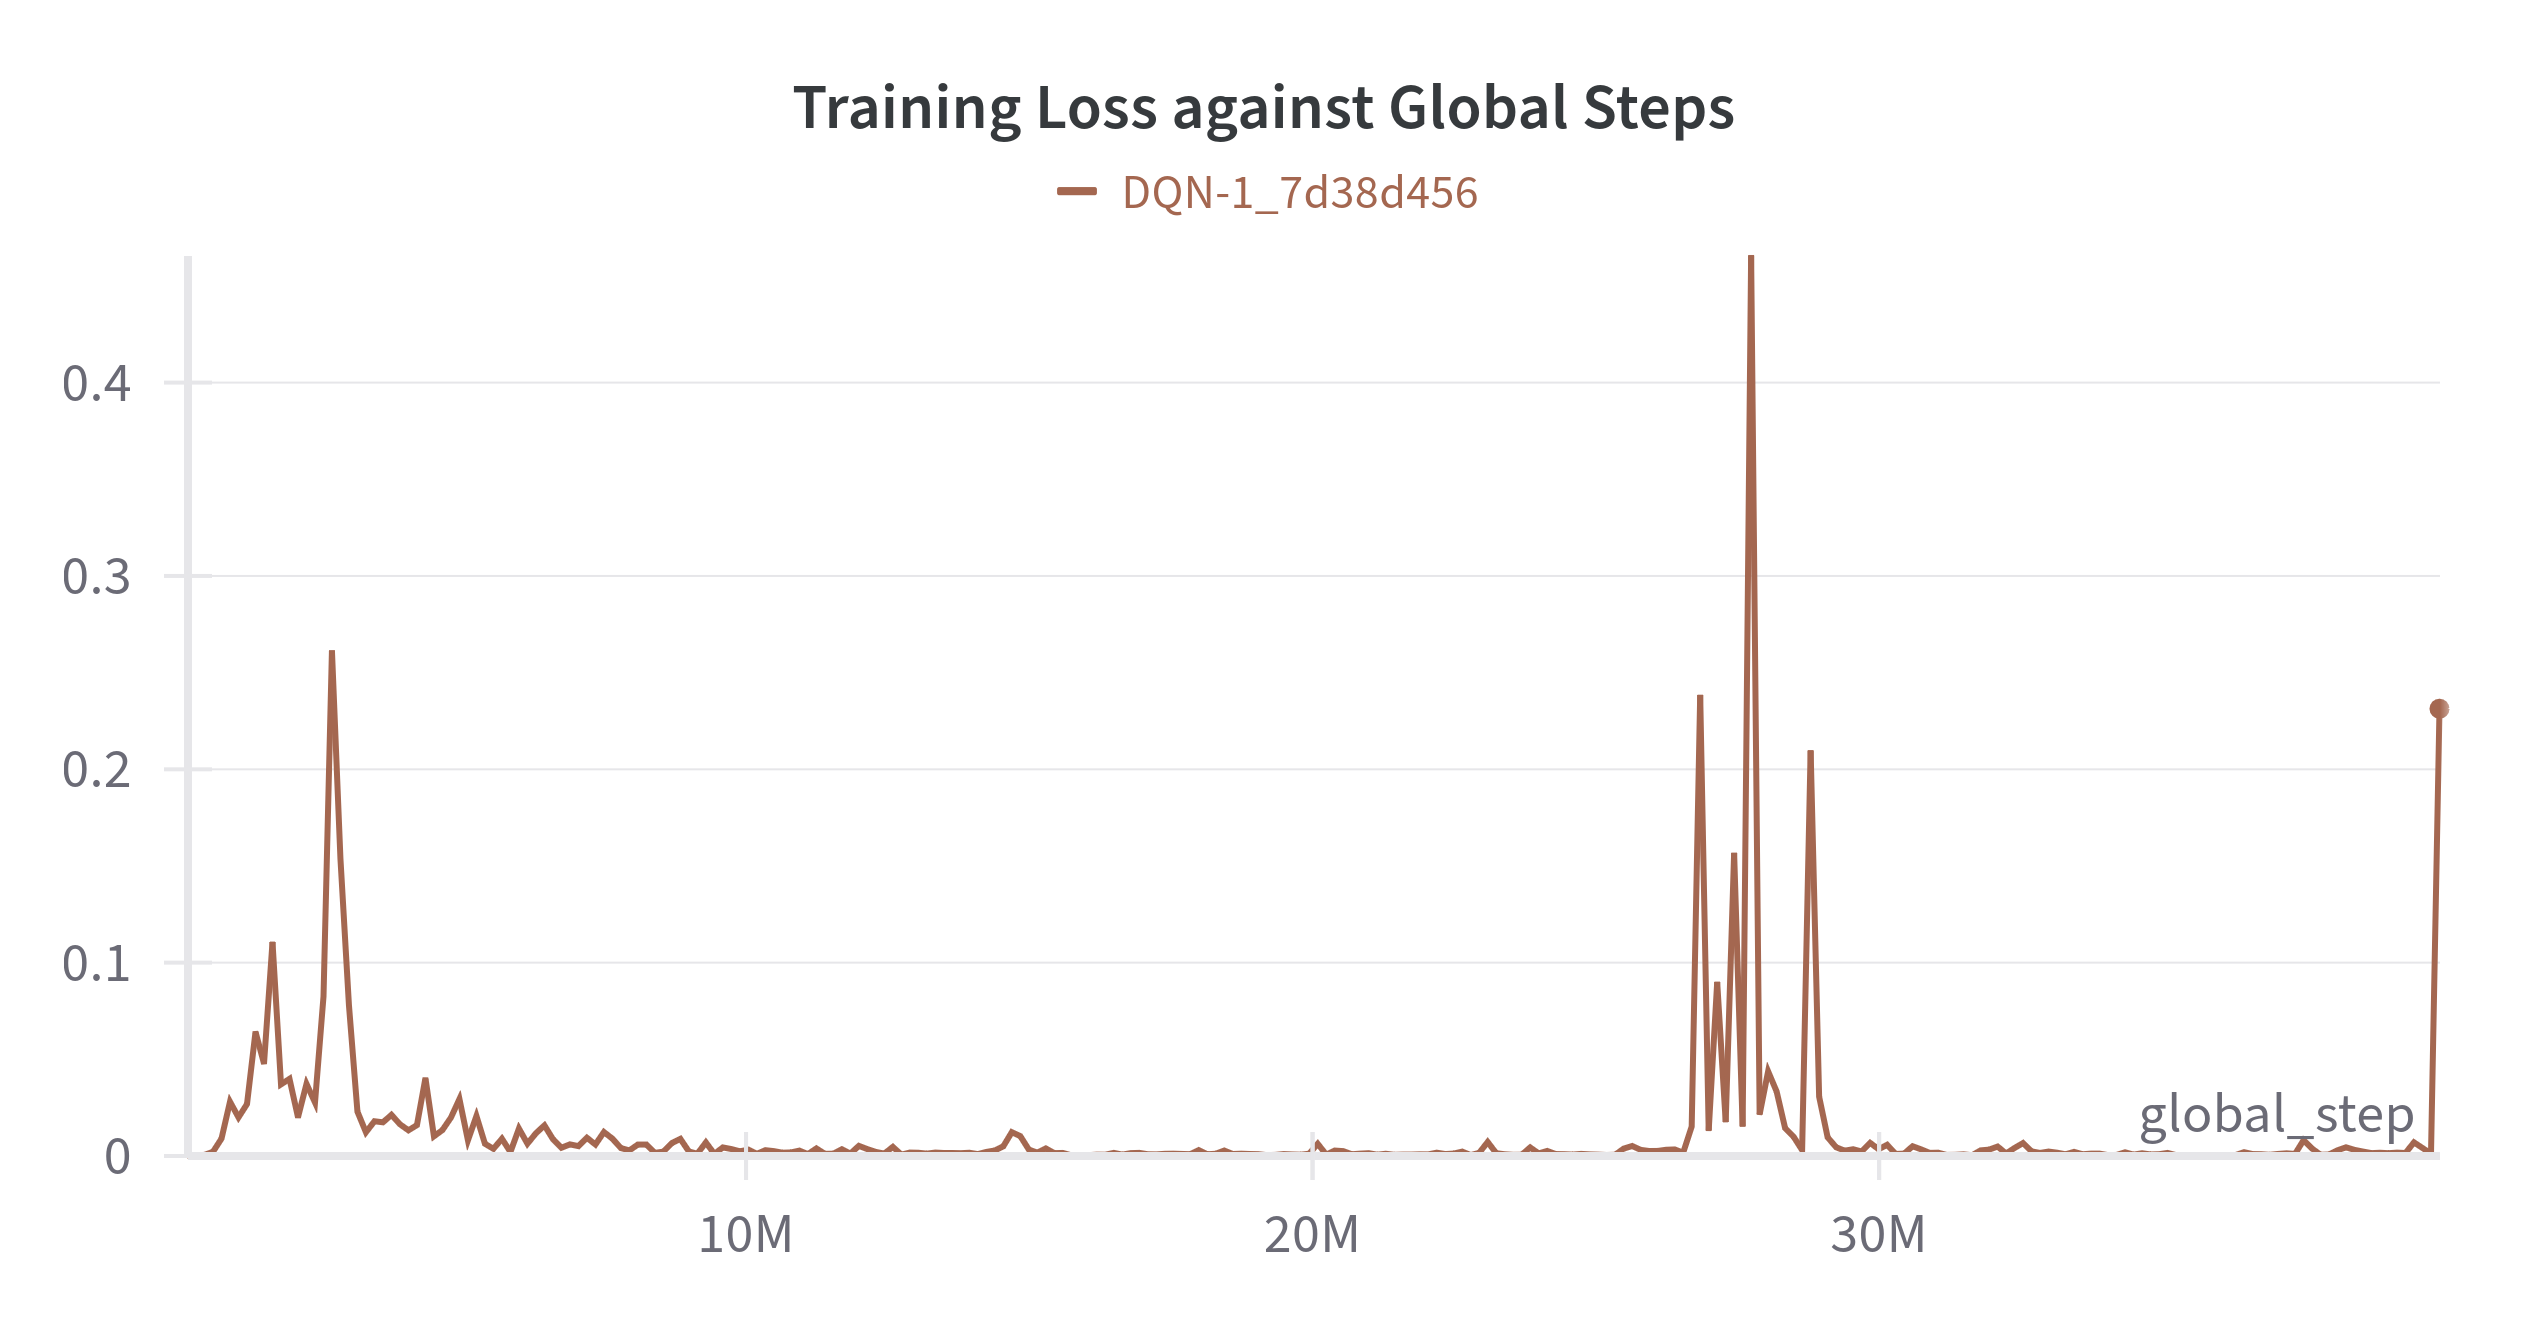 Training Loss against Global Steps
DQN-1_7d38d456
0.4
0.3
0.2
0.1
0
global_step
10M
20M
30M